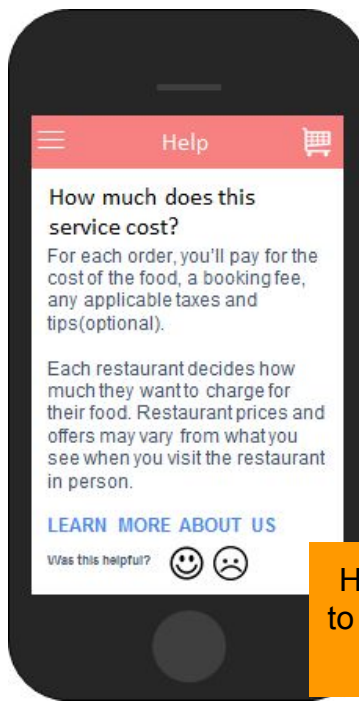 Help
How much does this
service cost?
For each order, you'll pay for the
cost of the food, a booking fee,
any applicable taxes and
tips(optional).
Each restaurant decides how
much they want to charge for
their food. Restaurant prices and
offers may vary from what you
see when you visit the restaurant
in person.
LEARN MORE ABOUT US
Was this helpful?
to